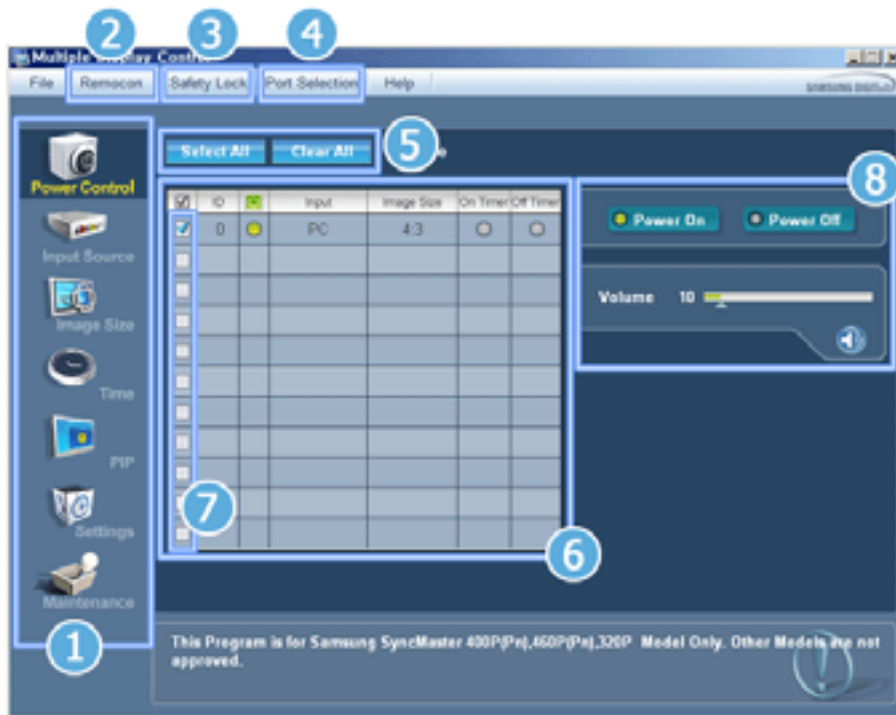 2 3 4
Multiple Display Control
File Remocon Safety Lock Port Selection Help
SAMSUNG DIGITall
Select All Clear All 5
8
Power Control
ID Input Image Size On Timer Off Timer
0 PC 4:3
Power On Power Off
Input Source
Volume 10
Image Size
Time
PIP
7
Settings
6
Maintenance
1
This Program is for Samsung SyncMaster 400P(Pn),460P(Pn),320P Model Only. Other Models are not
approved.